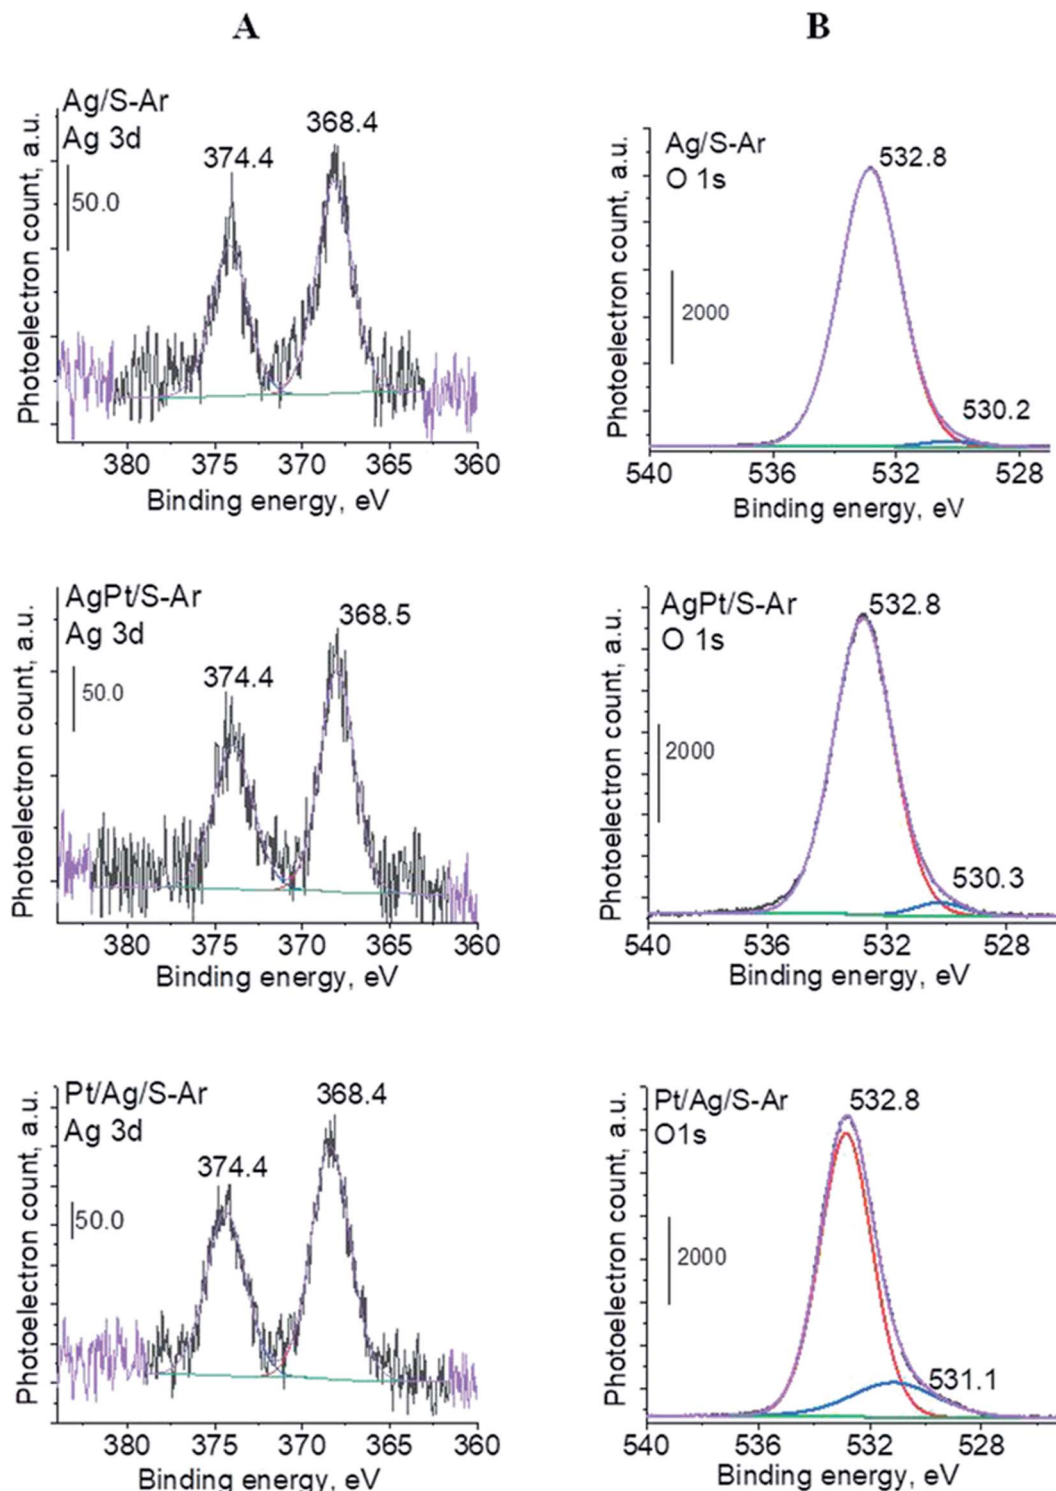 A
B
Ag/S-Ar
Ag 3d
374.4
368.4
50.0
Photoelectron count, a.u.
380 375 370 365 360
Binding energy, eV
Ag/S-Ar
O 1s
532.8
2000
530.2
Photoelectron count, a.u.
540 536 532 528
Binding energy, eV
AgPt/S-Ar
Ag 3d
374.4
368.5
50.0
Photoelectron count, a.u.
380 375 370 365 360
Binding energy, eV
AgPt/S-Ar
O 1s
532.8
2000
530.3
Photoelectron count, a.u.
540 536 532 528
Binding energy, eV
Pt/Ag/S-Ar
Ag 3d
374.4
368.4
50.0
Photoelectron count, a.u.
380 375 370 365 360
Binding energy, eV
Pt/Ag/S-Ar
O1s
532.8
2000
531.1
Photoelectron count, a.u.
540 536 532 528
Binding energy, eV